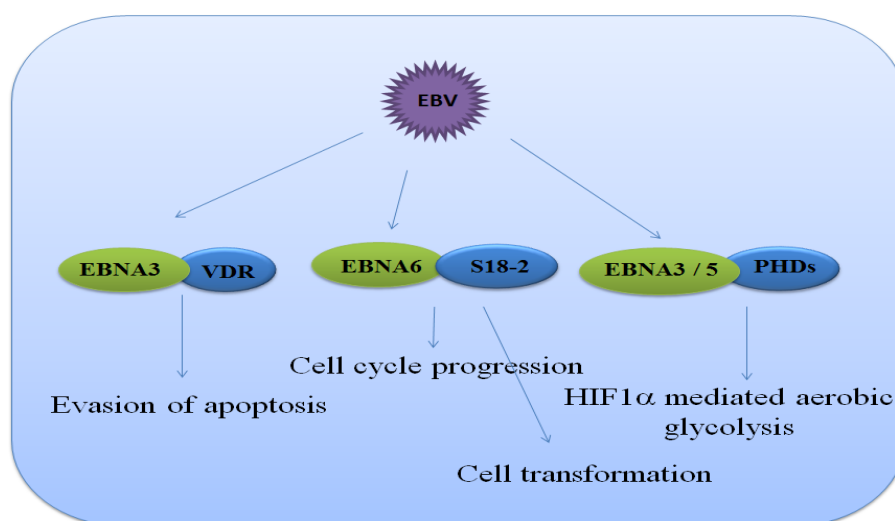 EBV
EBNA3 VDR
EBNA6 S18-2
EBNA3 / 5 PHDs
Cell cycle progression
Evasion of apoptosis
HIF1α mediated aerobic
glycolysis
Cell transformation